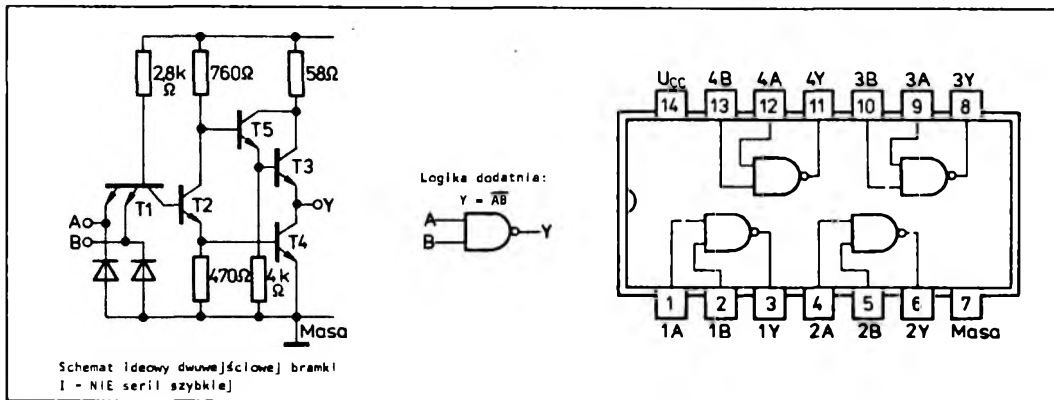 2,8k
Ω
760Ω
58Ω
T5
T3
T1
T2
A
B
Y
T4
470Ω
4k
Ω
Masa
Schemat ideowy dwuwejściowej bramki
I - NIE serii szybkiej
Logika dodatnia:
Y = A̅B̅
A
B
Y
UCC 4B 4A 4Y 3B 3A 3Y
14 13 12 11 10 9 8
1 2 3 4 5 6 7
1A 1B 1Y 2A 2B 2Y Masa